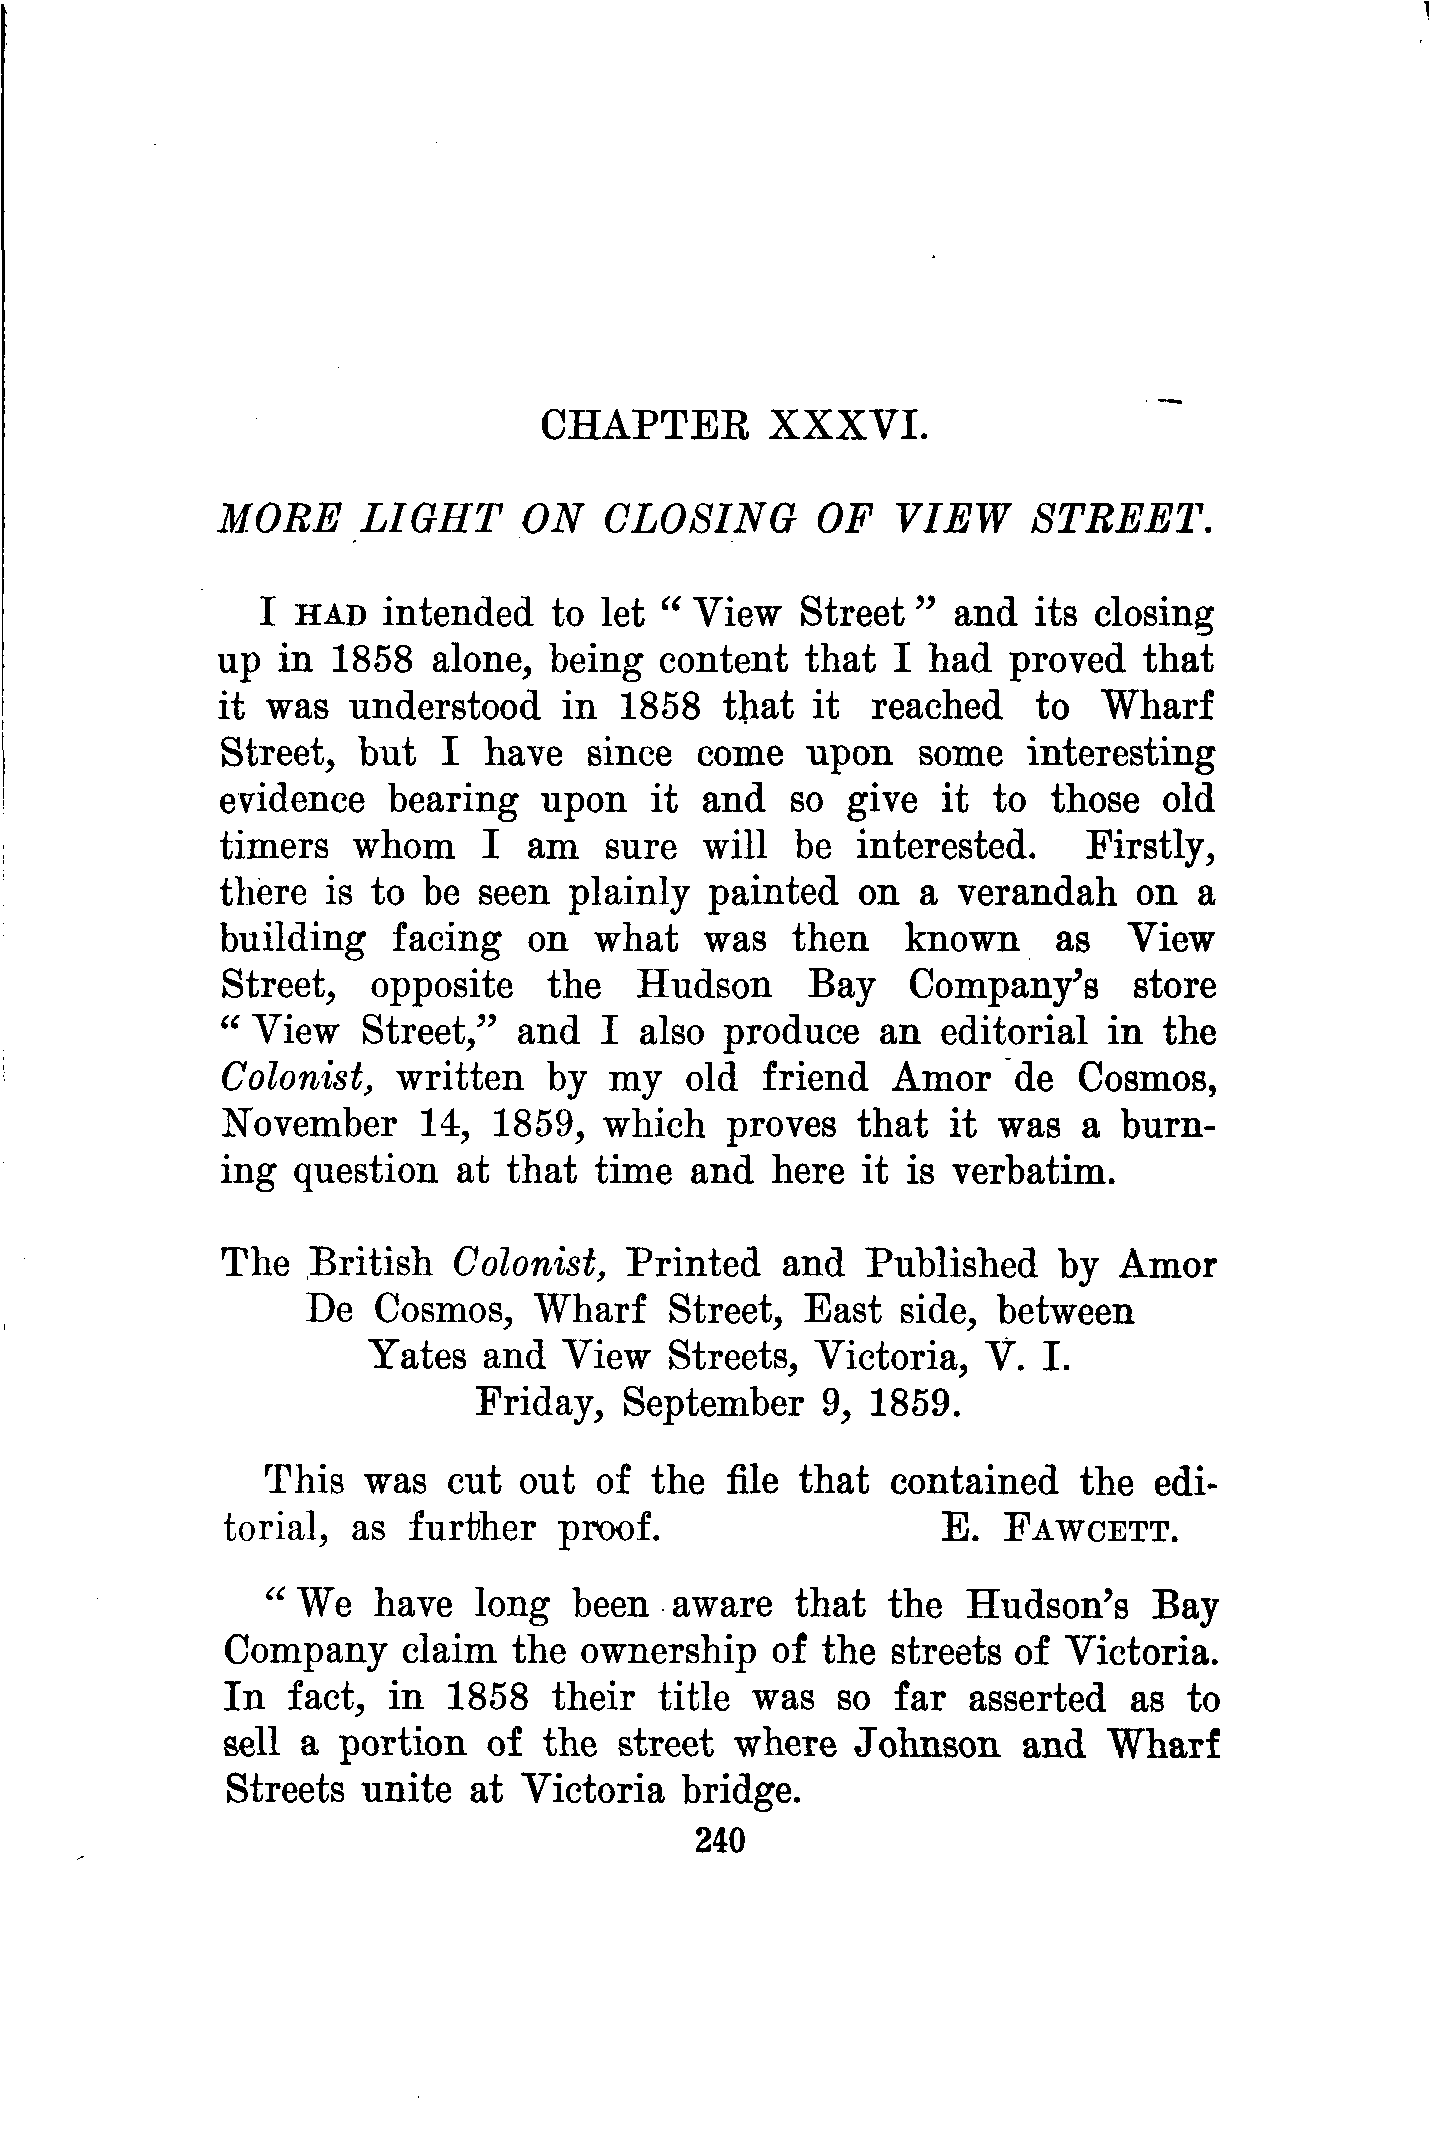 CHAPTER XXXVI.
MORE LIGHT ON CLOSING OF VIEW STREET.
I HAD intended to let “ View Street ” and its closing
up in 1858 alone, being content that I had proved that
it was understood in 1858 that it reached to Wharf
Street, but I have since come upon some interesting
evidence bearing upon it and so give it to those old
timers whom I am sure will be interested. Firstly,
there is to be seen plainly painted on a verandah on a
building facing on what was then known as View
Street, opposite the Hudson Bay Company’s store
“ View Street,” and I also produce an editorial in the
Colonist, written by my old friend Amor de Cosmos,
November 14, 1859, which proves that it was a burn-
ing question at that time and here it is verbatim.
The British Colonist, Printed and Published by Amor
De Cosmos, Wharf Street, East side, between
Yates and View Streets, Victoria, V. I.
Friday, September 9, 1859.
This was cut out of the file that contained the edi-
torial, as further proof. E. FAWCETT.
“ We have long been aware that the Hudson’s Bay
Company claim the ownership of the streets of Victoria.
In fact, in 1858 their title was so far asserted as to
sell a portion of the street where Johnson and Wharf
Streets unite at Victoria bridge.
240